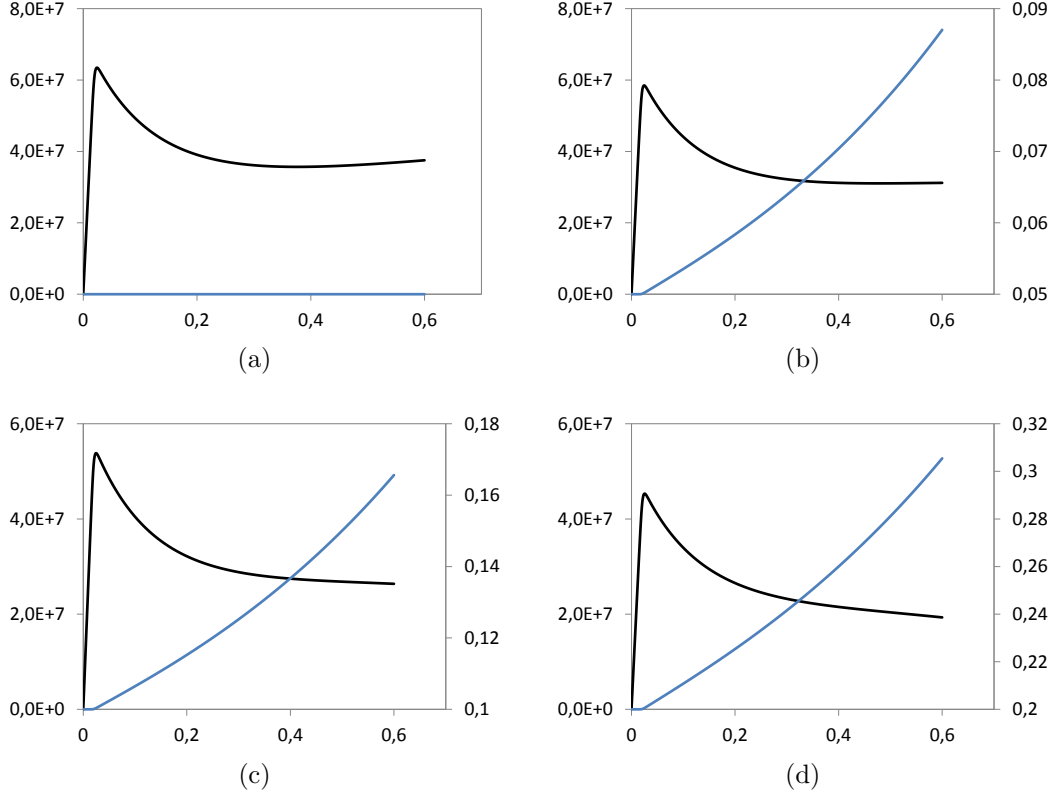 8,0E+7
6,0E+7
4,0E+7
2,0E+7
0,0E+0
0 0,2 0,4 0,6
(a)
8,0E+7 0,09
6,0E+7 0,08
4,0E+7 0,07
2,0E+7 0,06
0,0E+0 0,05
0 0,2 0,4 0,6
(b)
6,0E+7 0,18
0,16
4,0E+7
0,14
2,0E+7
0,12
0,0E+0 0,1
0 0,2 0,4 0,6
(c)
6,0E+7 0,32
0,3
4,0E+7 0,28
0,26
2,0E+7 0,24
0,22
0,0E+0 0,2
0 0,2 0,4 0,6
(d)